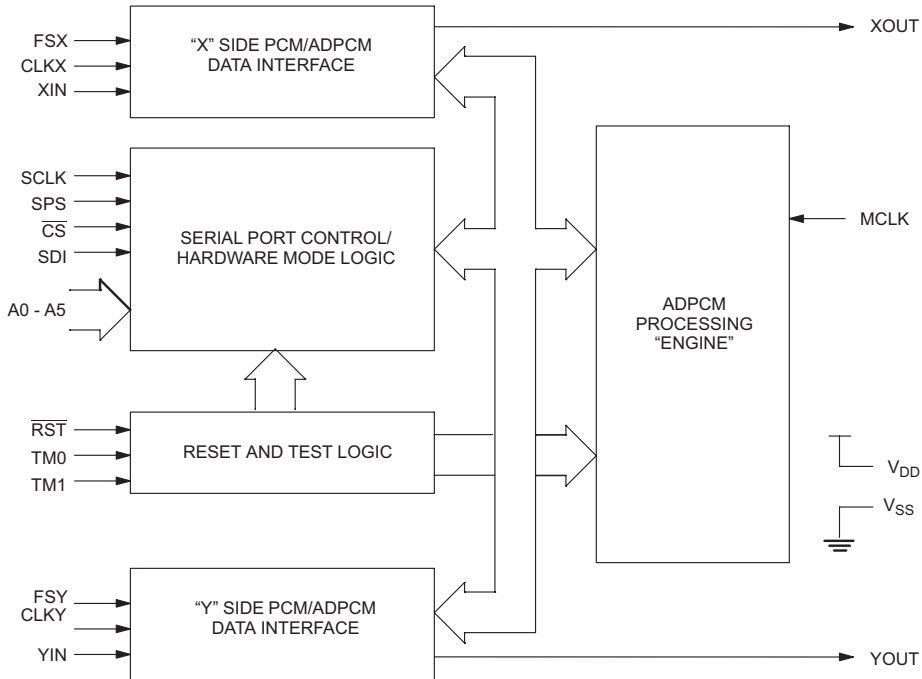 FSX
CLKX
XIN
“X” SIDE PCM/ADPCM
DATA INTERFACE
XOUT
SCLK
SPS
C̅S̅
SDI
A0 - A5
SERIAL PORT CONTROL/
HARDWARE MODE LOGIC
ADPCM
PROCESSING
“ENGINE”
MCLK
R̅S̅T̅
TM0
TM1
RESET AND TEST LOGIC
VDD
VSS
FSY
CLKY
YIN
“Y” SIDE PCM/ADPCM
DATA INTERFACE
YOUT